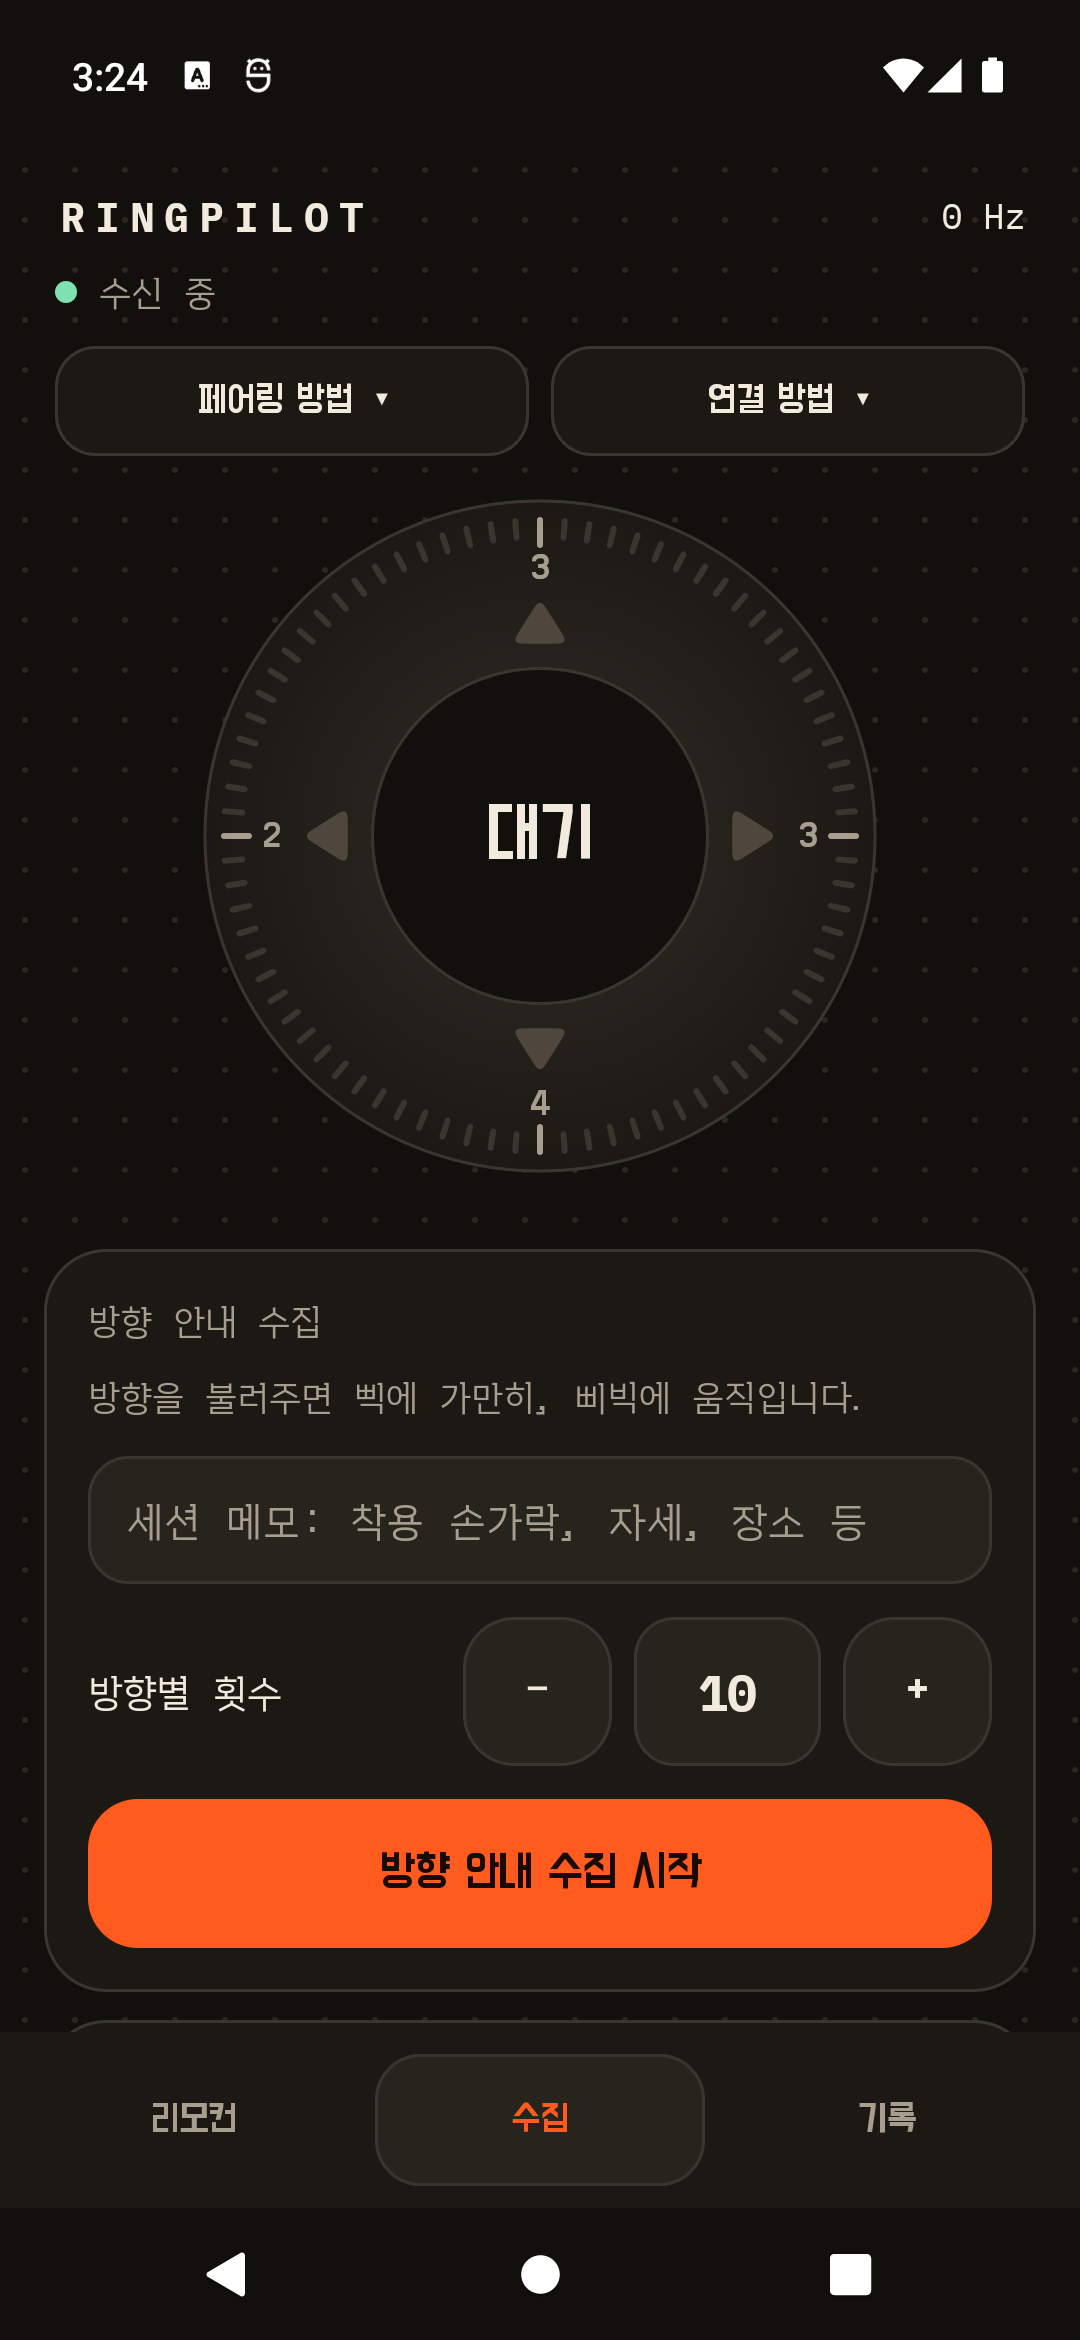 3:24
RINGPILOT
0 Hz
수신 중
페어링 방법 ▼
연결 방법 ▼
3
2
대기
3
4
방향 안내 수집
방향을 불러주면 삑에 가만히, 삐빅에 움직입니다.
세션 메모: 착용 손가락, 자세, 장소 등
방향별 횟수
−
10
+
방향 안내 수집 시작
리모컨
수집
기록